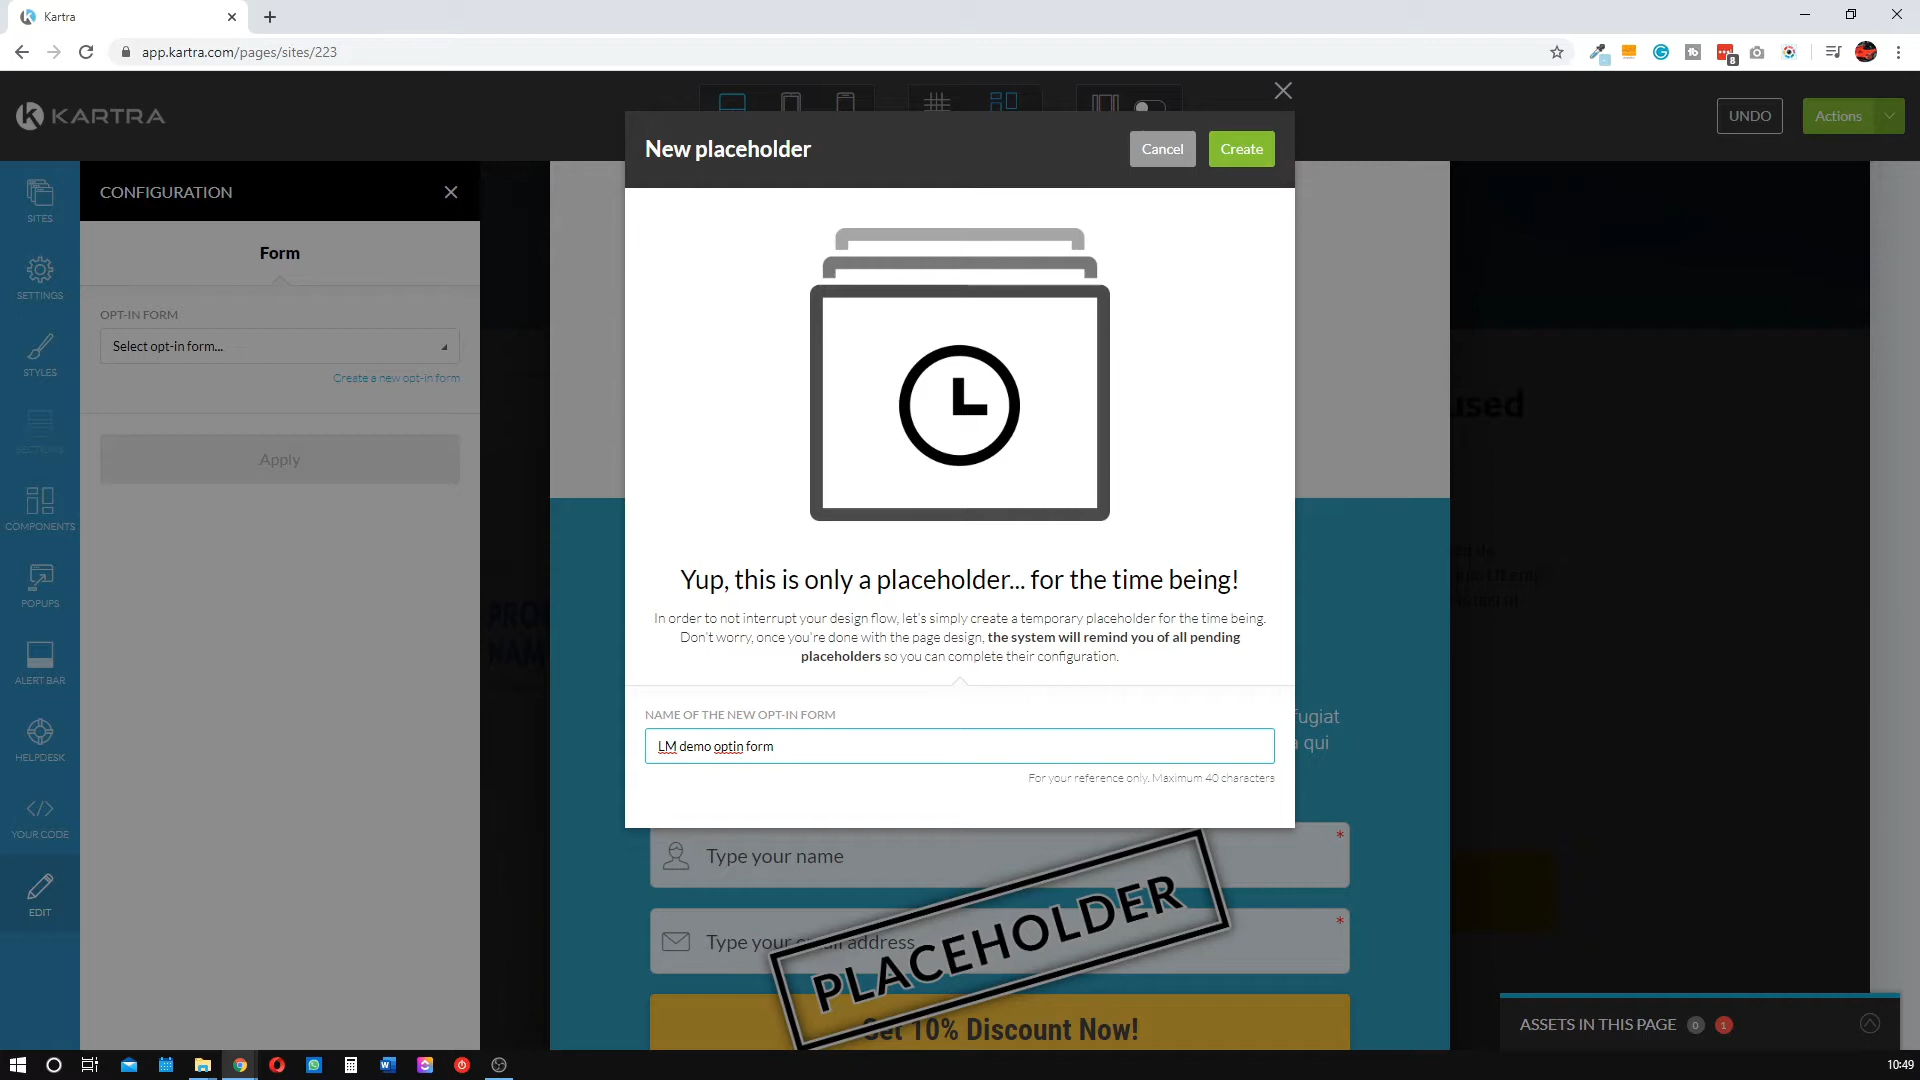 Kartra
app.kartra.com/pages/sites/223
8
KARTRA
UNDO
Actions
New placeholder
Cancel
Create
SITES
SETTINGS
STYLES
SECTIONS
COMPONENTS
POPUPS
ALERT BAR
HELPDESK
YOUR CODE
EDIT
CONFIGURATION
Form
OPT-IN FORM
Select opt-in form...
Create a new opt-in form
Apply
Yup, this is only a placeholder... for the time being!
In order to not interrupt your design flow, let's simply create a temporary placeholder for the time being.
Don't worry, once you're done with the page design, the system will remind you of all pending
placeholders so you can complete their configuration.
NAME OF THE NEW OPT-IN FORM
LM demo optin form
For your reference only. Maximum 40 characters
used
fugiat
qui
Type your name
*
Type your email address
*
PLACEHOLDER
Get 10% Discount Now!
ASSETS IN THIS PAGE 0 1
10:49